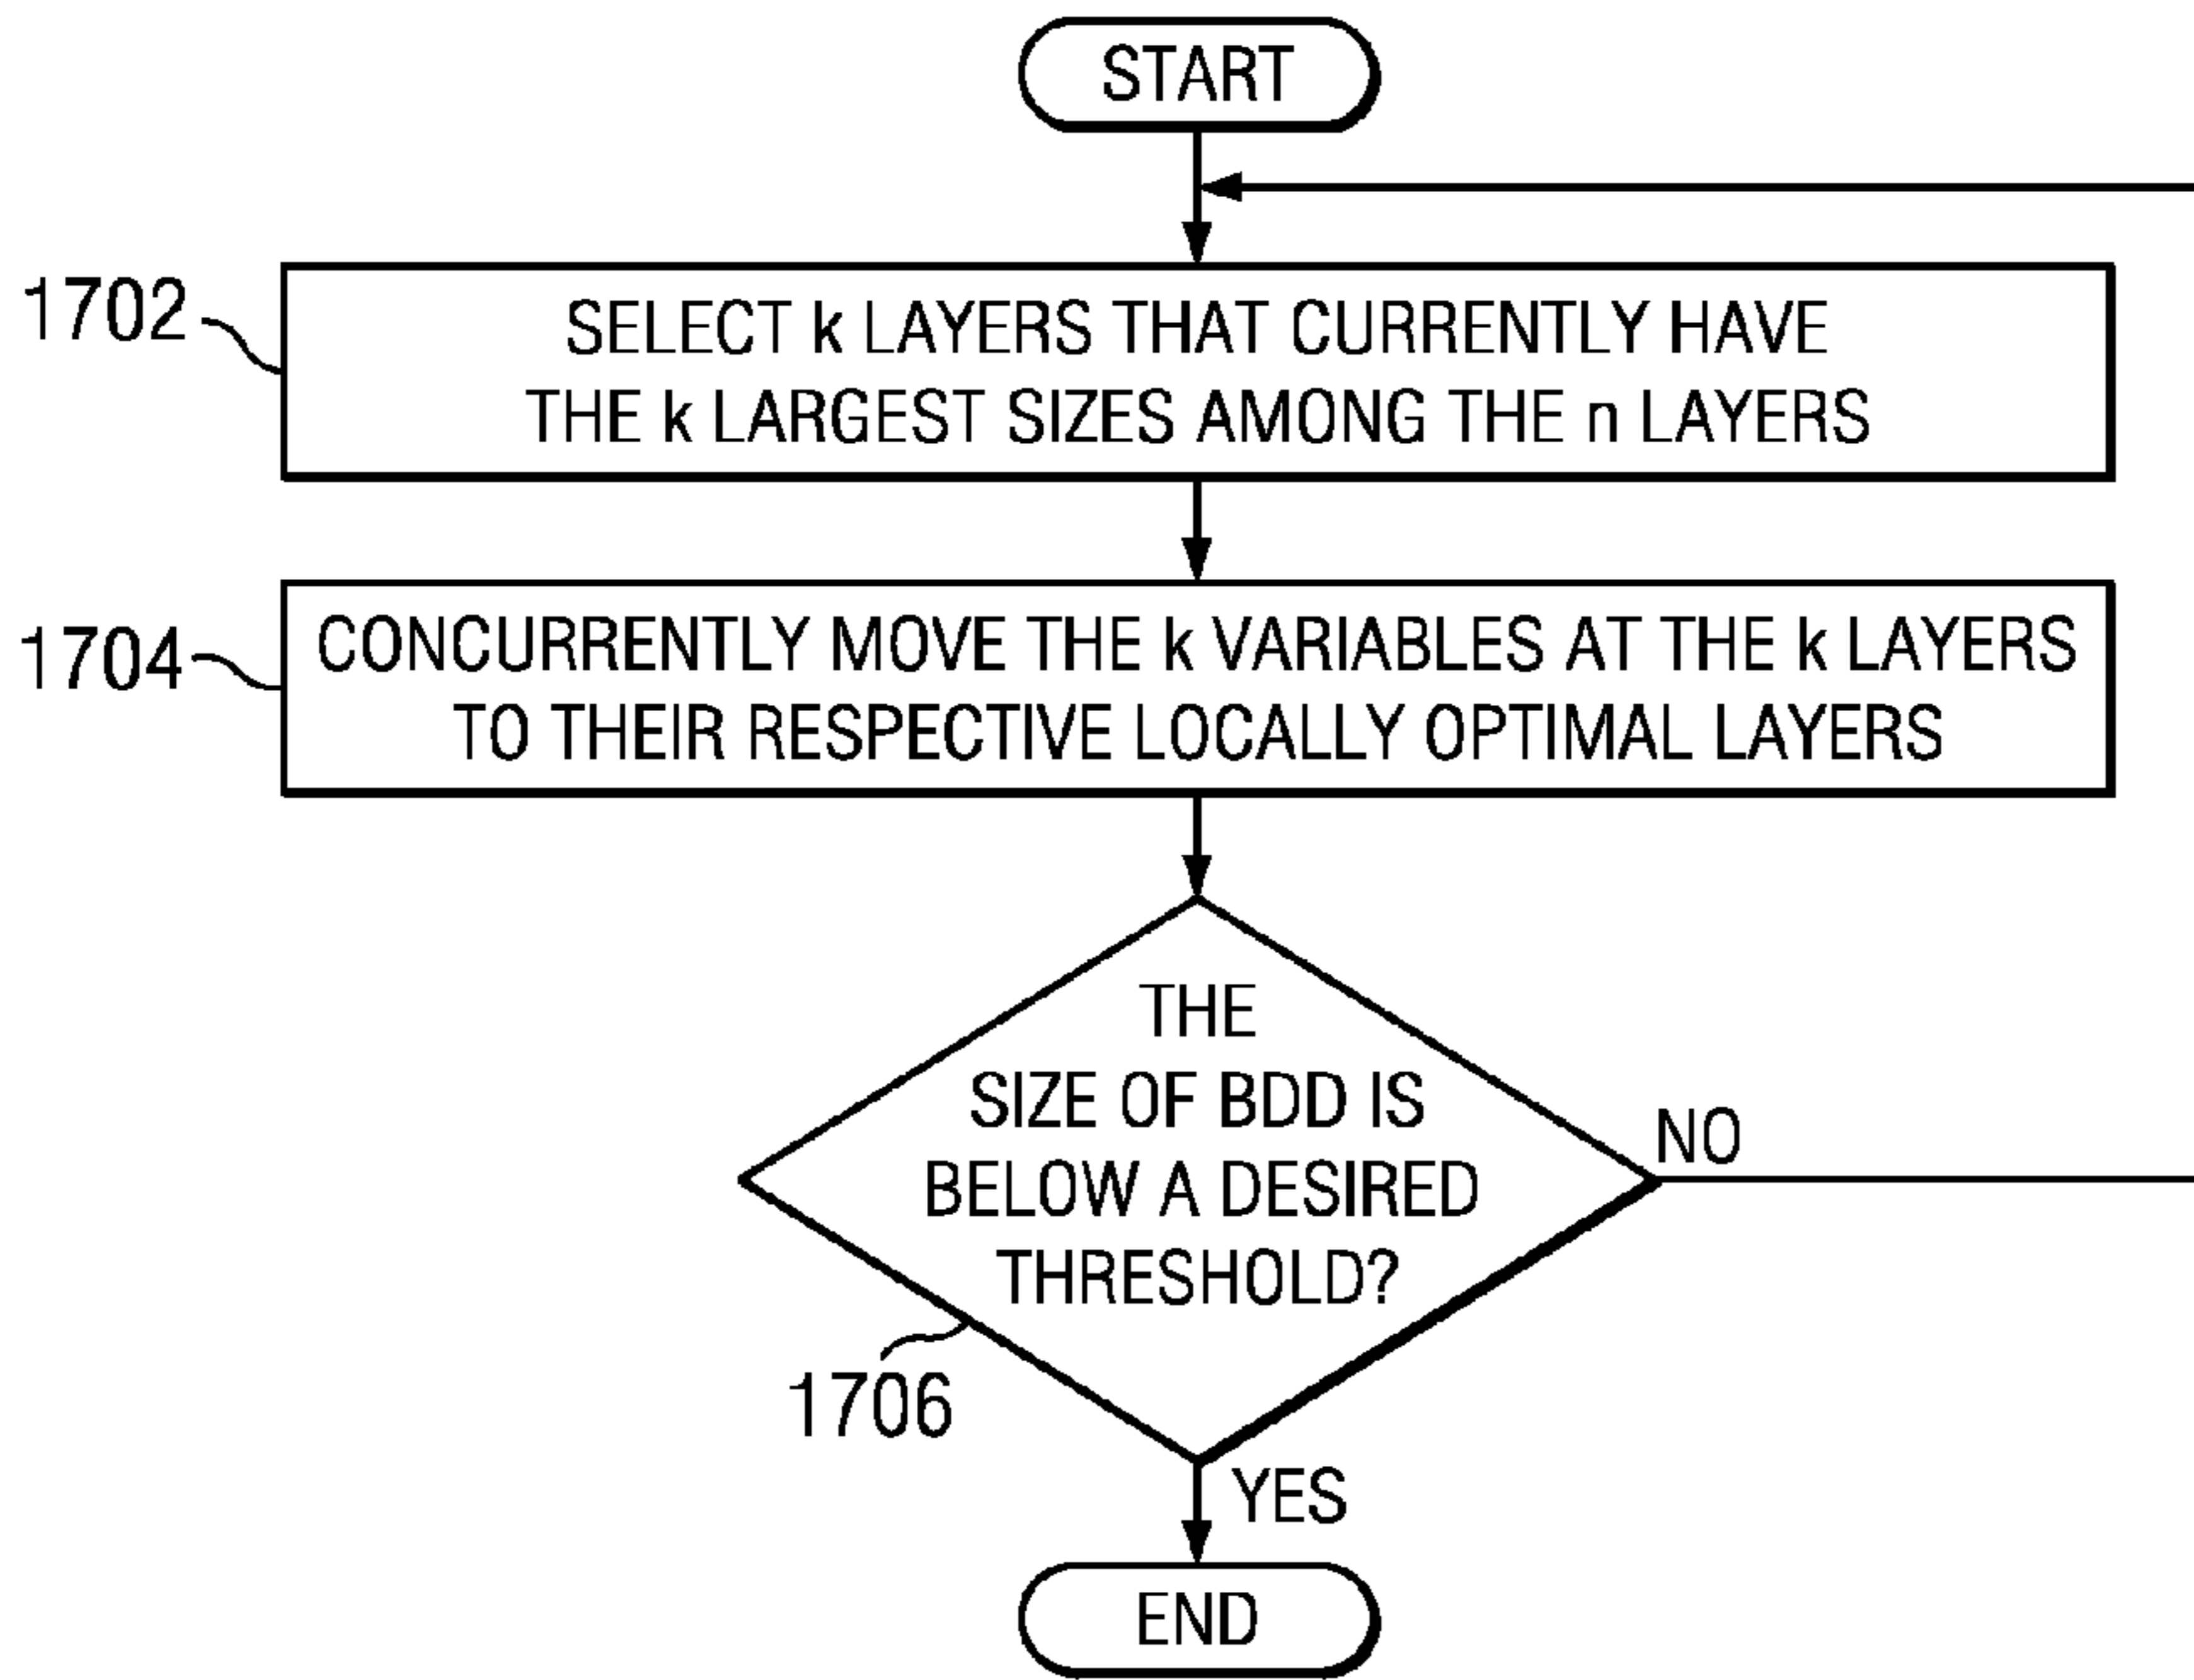 START
1702
SELECT k LAYERS THAT CURRENTLY HAVE
THE k LARGEST SIZES AMONG THE n LAYERS
1704
CONCURRENTLY MOVE THE k VARIABLES AT THE k LAYERS
TO THEIR RESPECTIVE LOCALLY OPTIMAL LAYERS
THE
SIZE OF BDD IS
BELOW A DESIRED
THRESHOLD?
NO
1706
YES
END